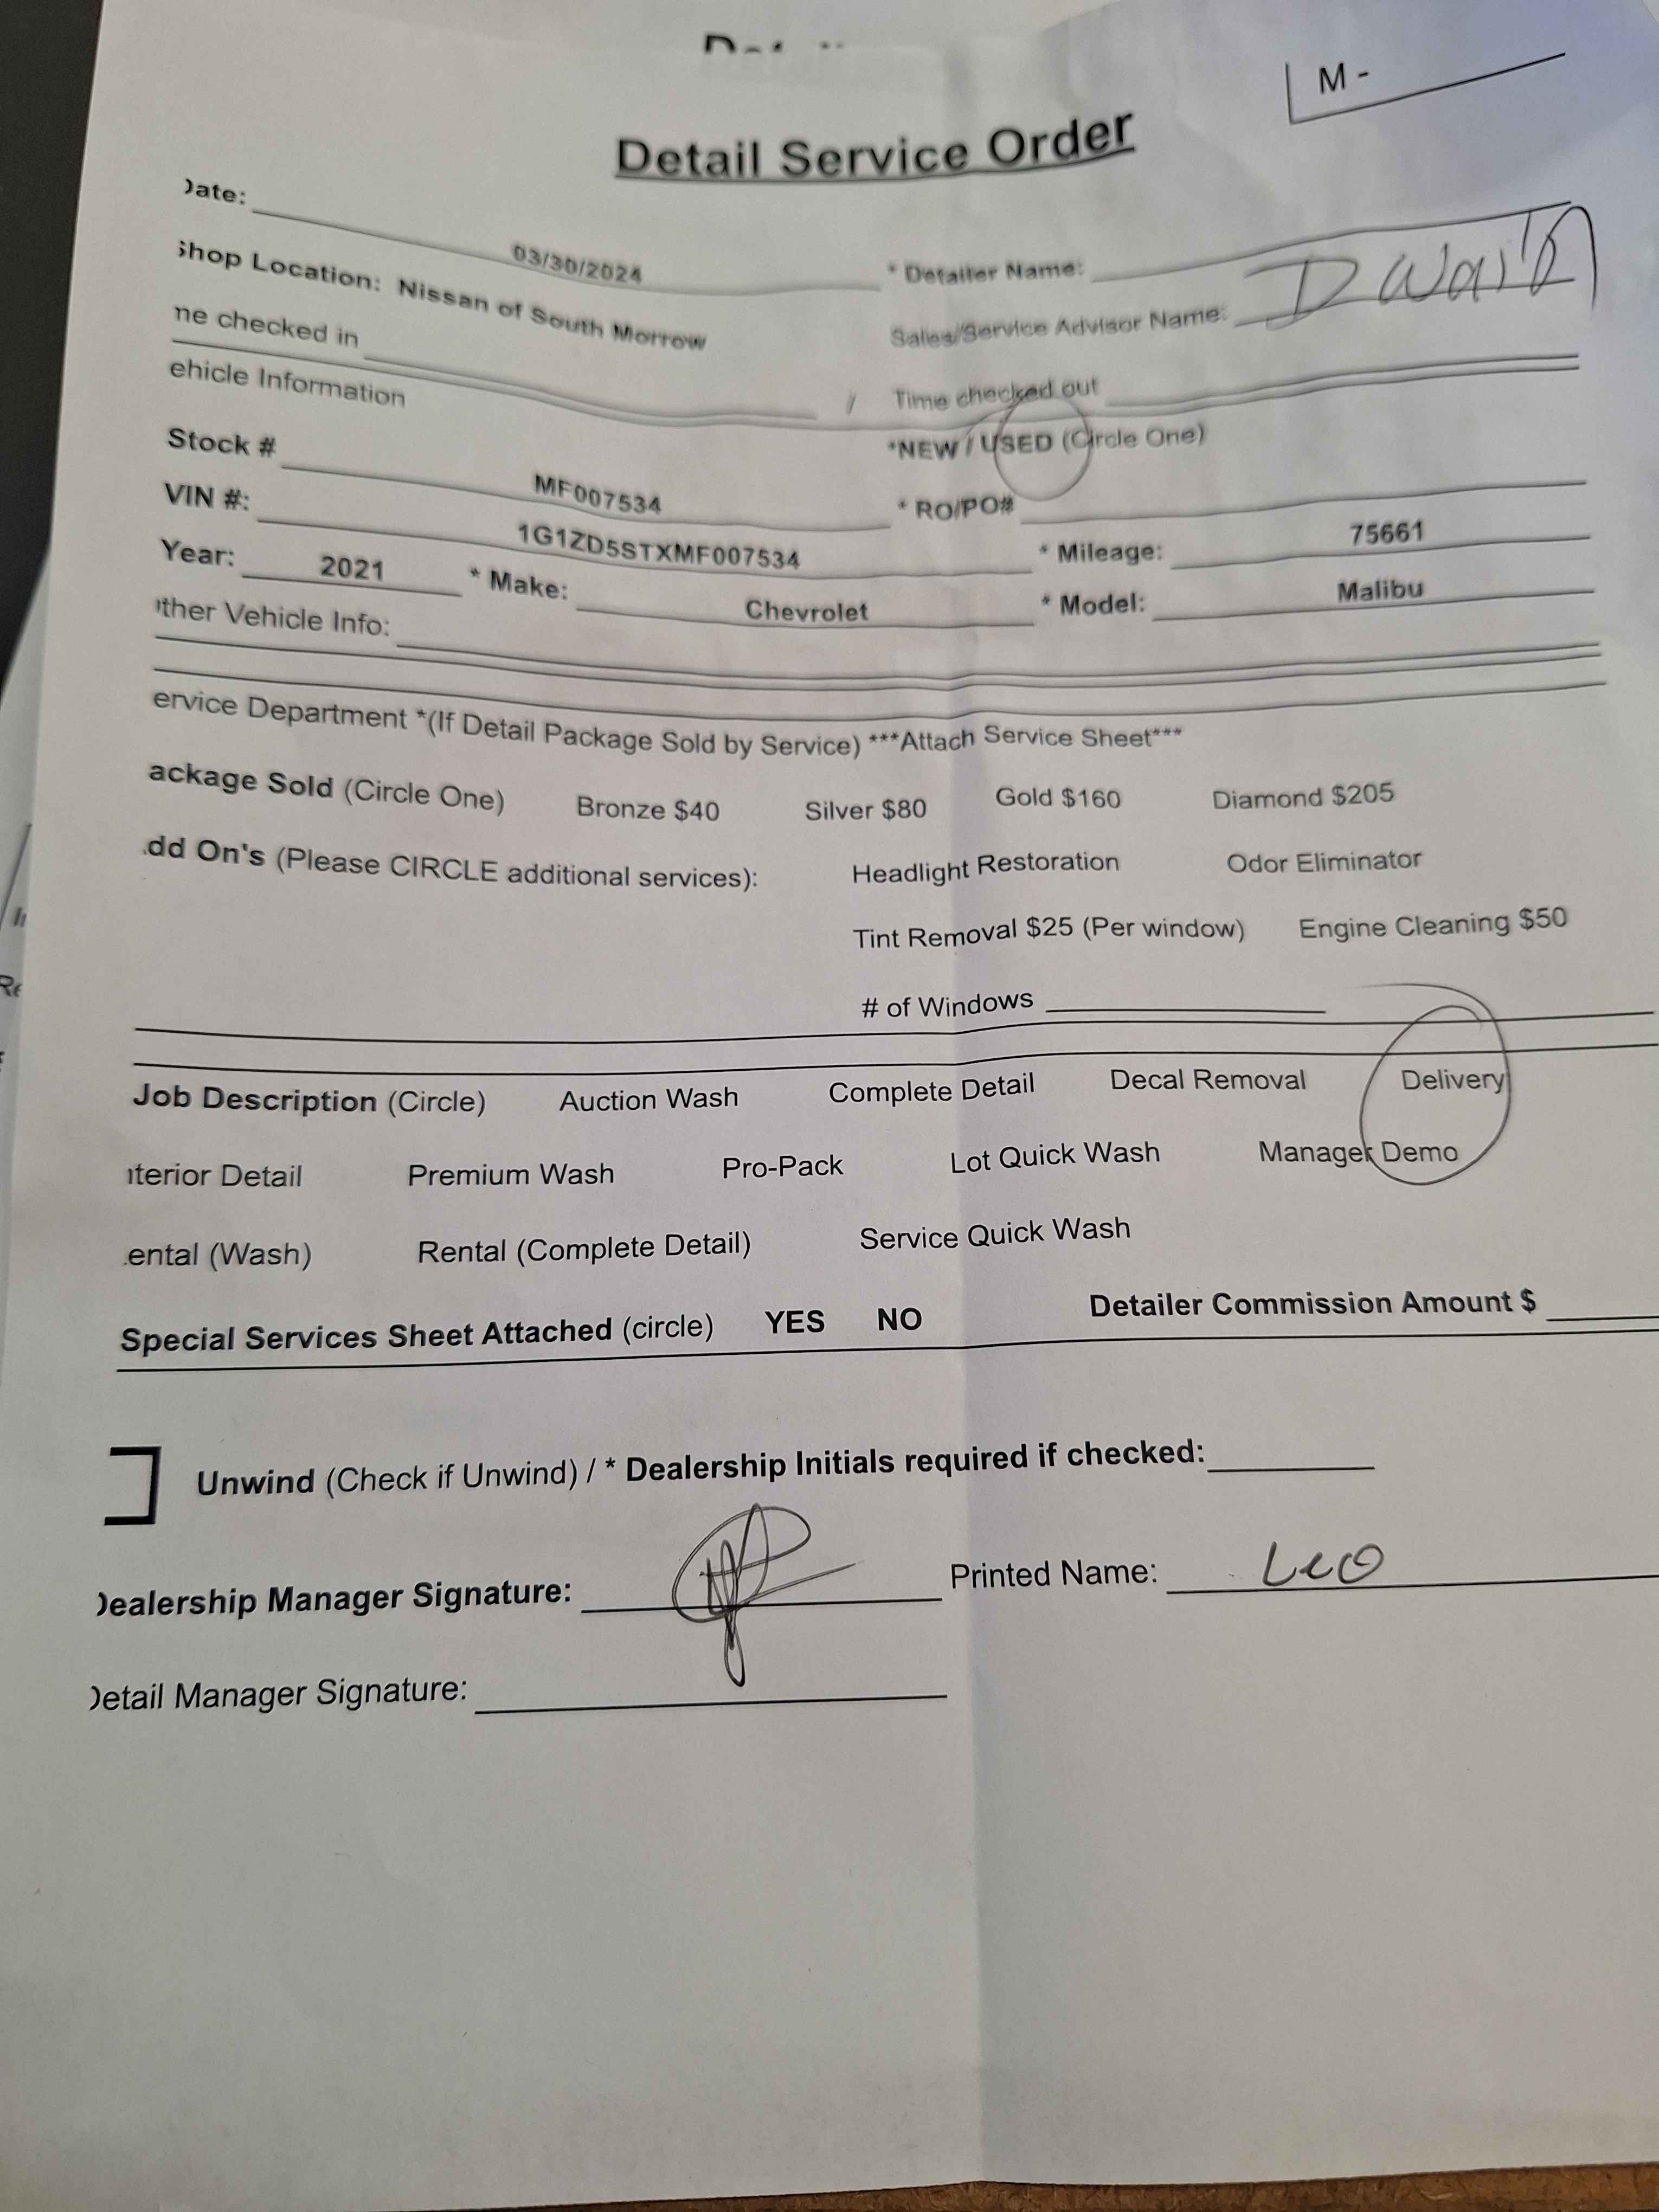 M -
Detail Service Order
Date:
03/30/2024
* Detailer Name:
Shop Location: Nissan of South Morrow
Sales/Service Advisor Name:
me checked in
/ Time checked out
ehicle Information
*NEW / USED (Circle One)
Stock #
MF007534
* RO/PO#
VIN #:
1G1ZD5STXMF007534
* Mileage: 75661
Year: 2021 * Make: Chevrolet * Model: Malibu
ther Vehicle Info:
ervice Department *(If Detail Package Sold by Service) ***Attach Service Sheet***
ackage Sold (Circle One) Bronze $40 Silver $80 Gold $160 Diamond $205
dd On's (Please CIRCLE additional services): Headlight Restoration Odor Eliminator
Tint Removal $25 (Per window) Engine Cleaning $50
# of Windows
Job Description (Circle) Auction Wash Complete Detail Decal Removal Delivery
nterior Detail Premium Wash Pro-Pack Lot Quick Wash Manager Demo
ental (Wash) Rental (Complete Detail) Service Quick Wash
Special Services Sheet Attached (circle) YES NO Detailer Commission Amount $
Unwind (Check if Unwind) / * Dealership Initials required if checked:
Dealership Manager Signature: Printed Name: Leo
Detail Manager Signature: